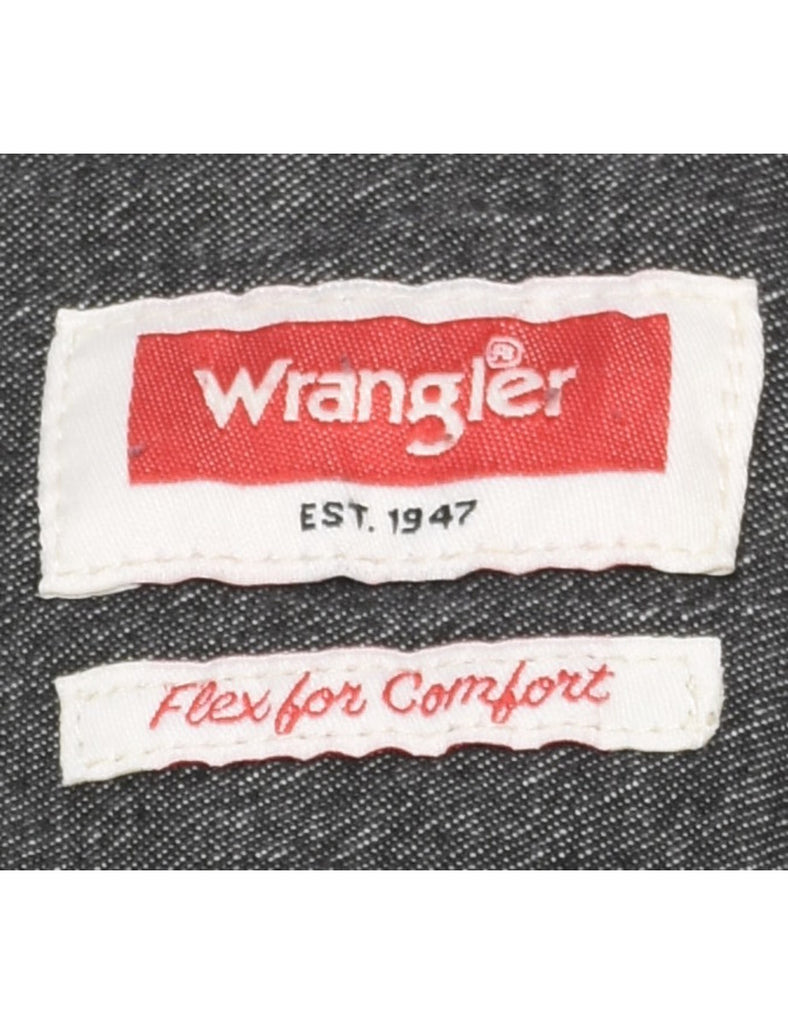 Wrangler®
EST. 1947
Flex for Comfort